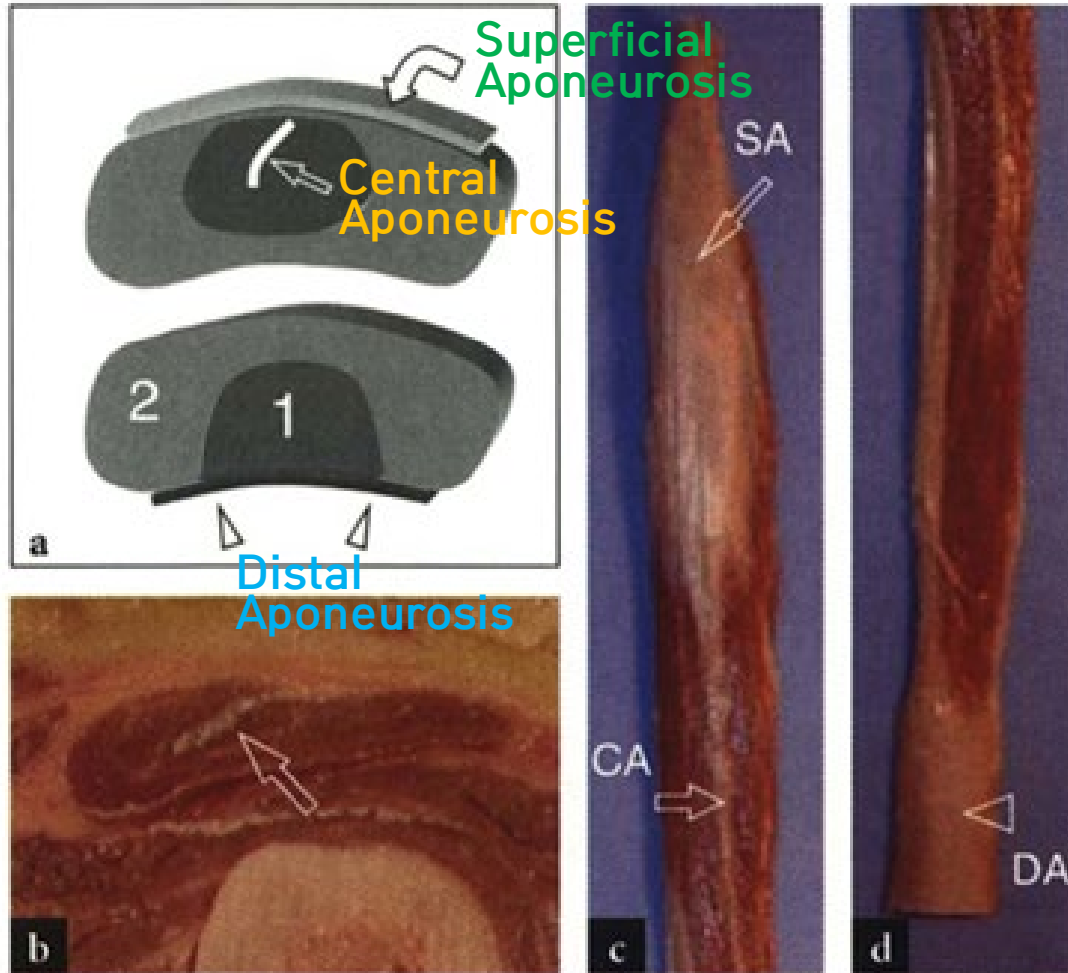 Superficial
Aponeurosis
Central
Aponeurosis
2
1
a
Distal
Aponeurosis
b
SA
CA
c
DA
d